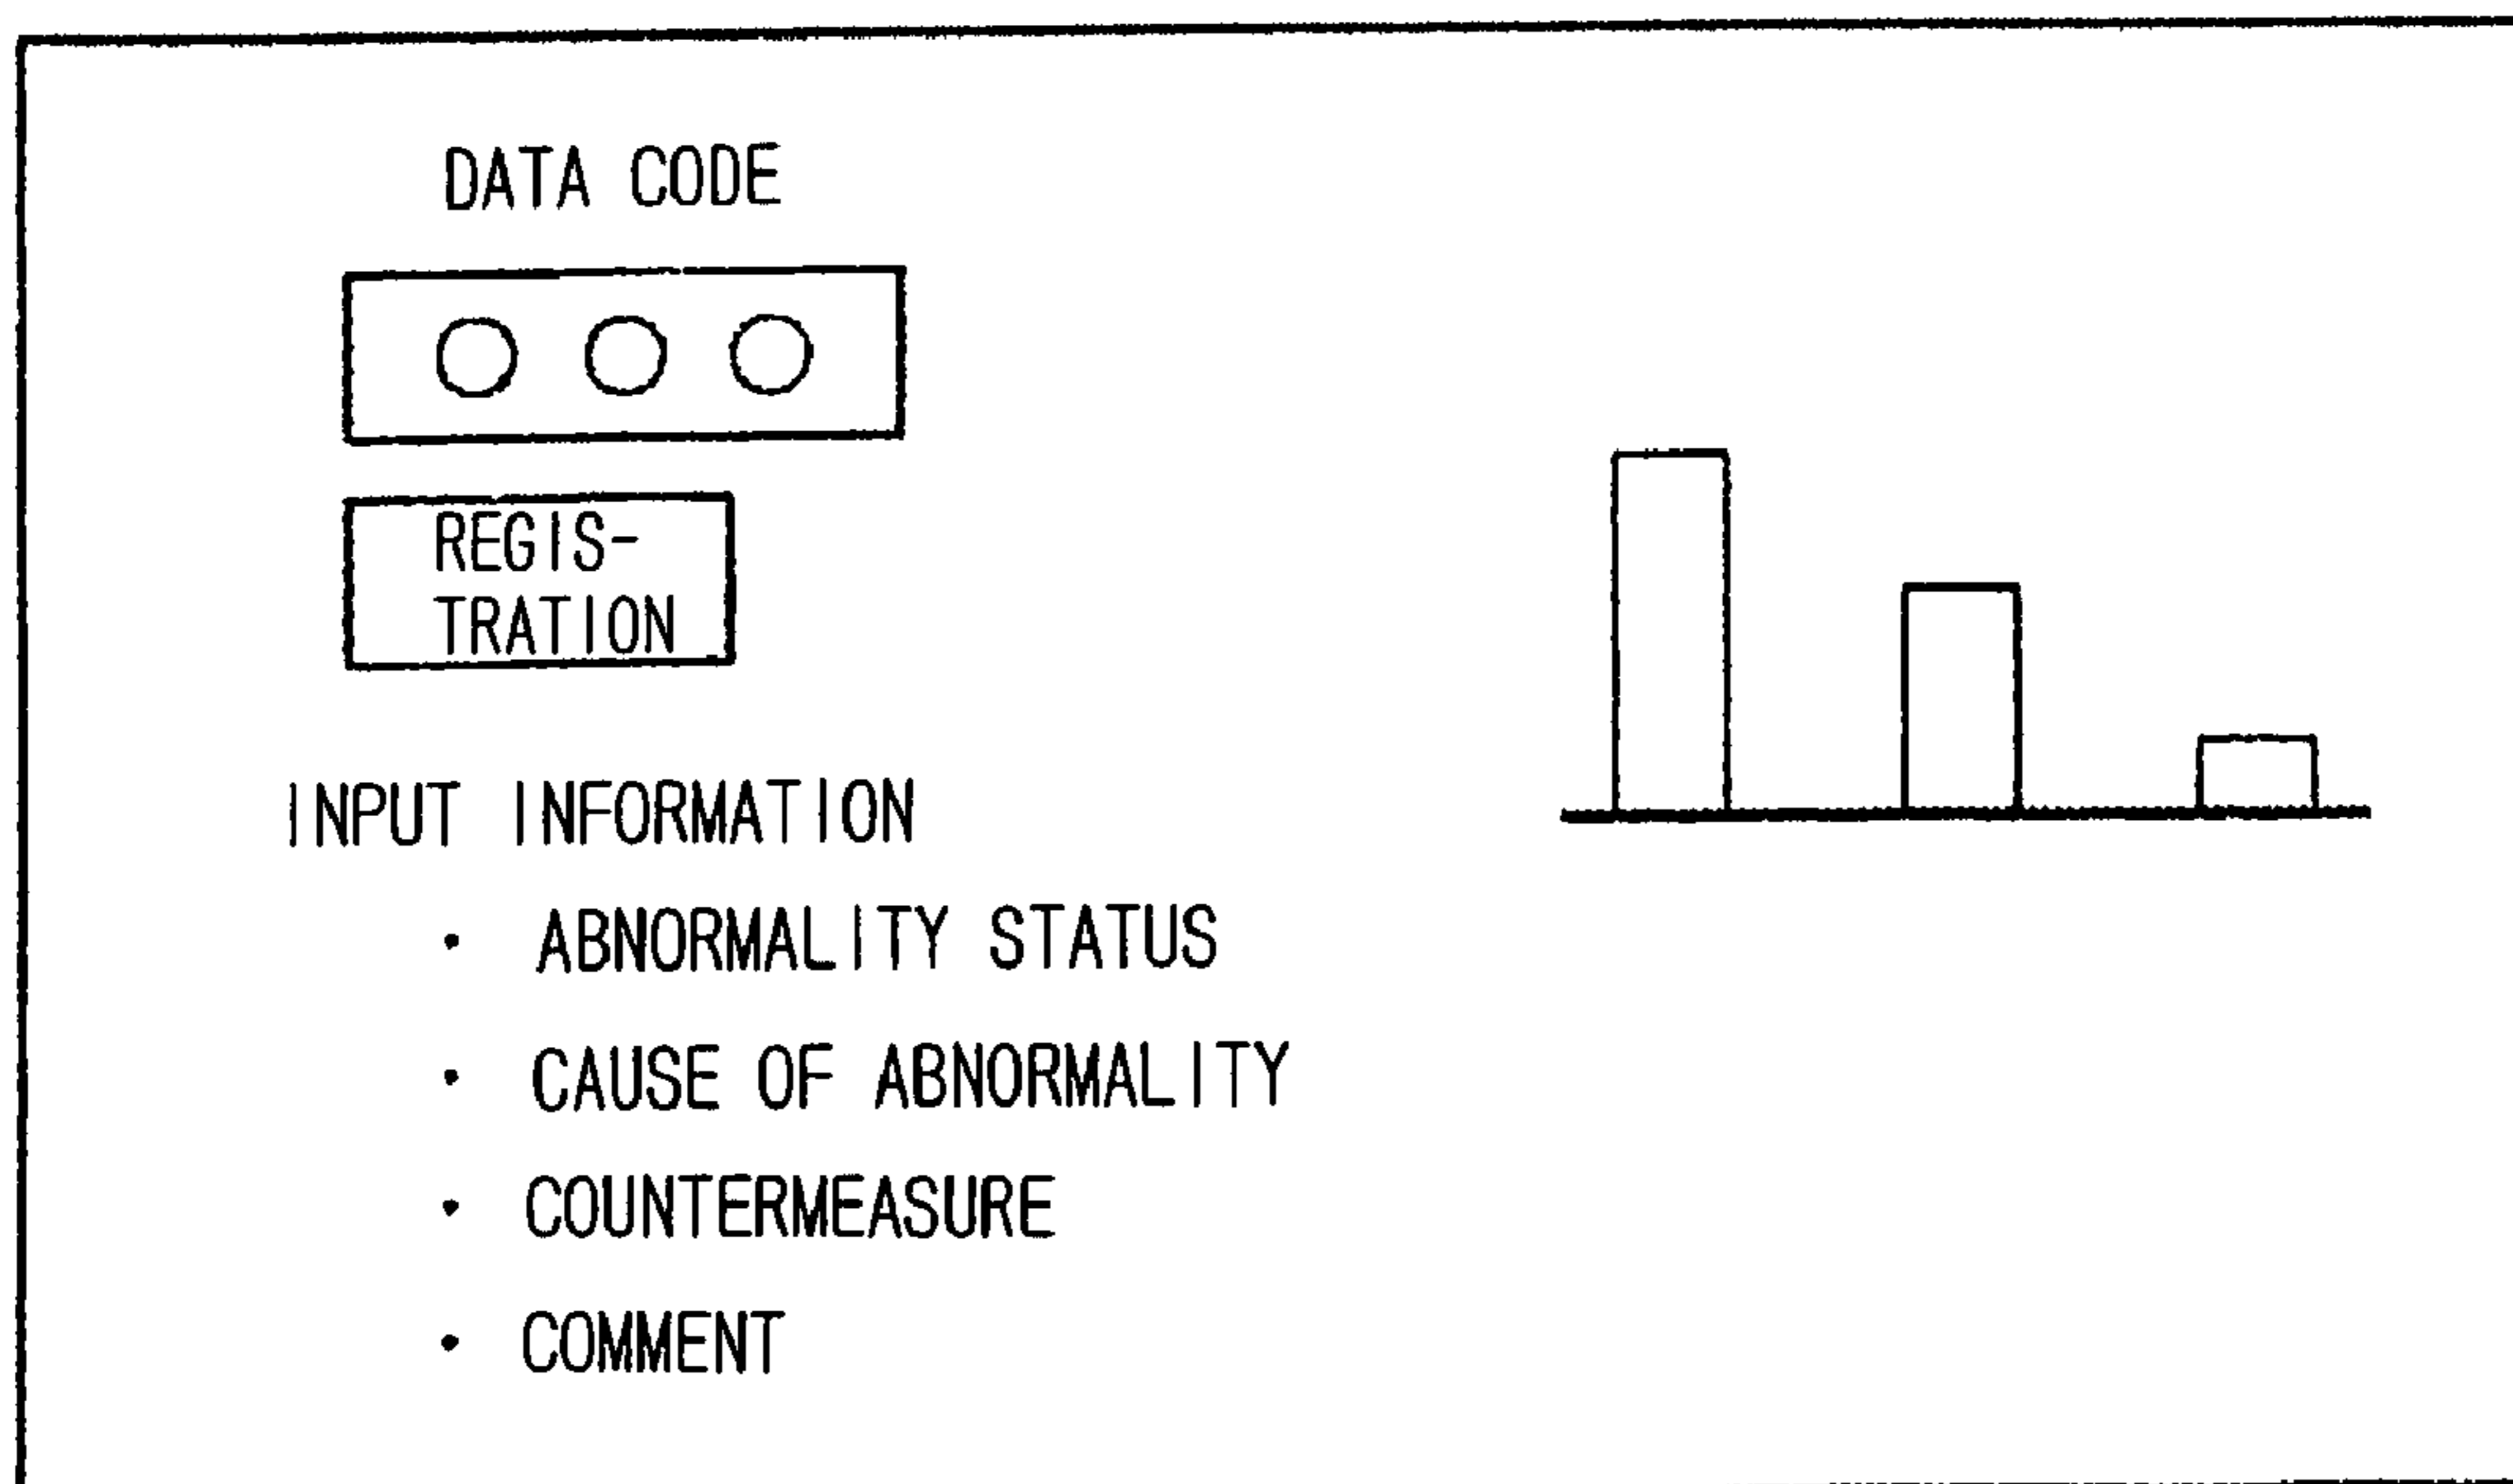 DATA CODE
○ ○ ○
REGIS-
TRATION
INPUT INFORMATION
· ABNORMALITY STATUS
· CAUSE OF ABNORMALITY
· COUNTERMEASURE
· COMMENT